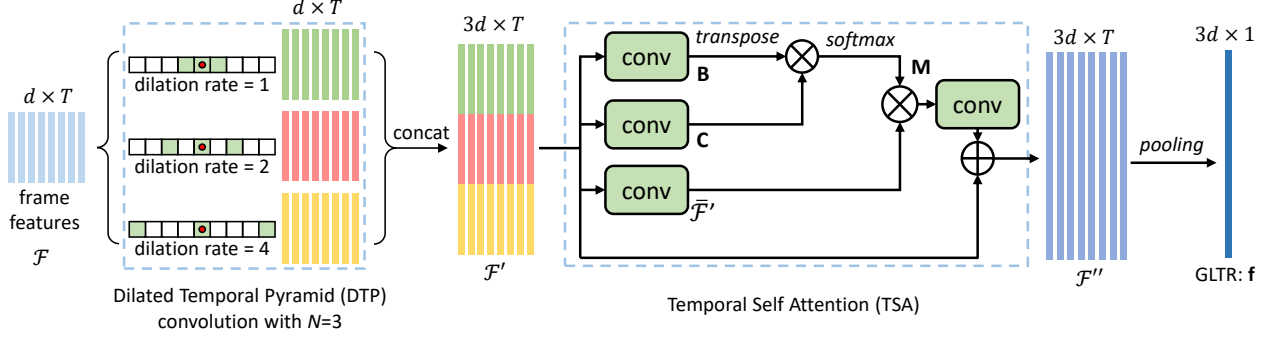 d × T
frame
features
ℱ
dilation rate = 1
dilation rate = 2
dilation rate = 4
d × T
Dilated Temporal Pyramid (DTP)
convolution with N=3
concat
3d × T
ℱ′
conv
B
transpose
conv
C
conv
ℱ̄′
softmax
M
conv
Temporal Self Attention (TSA)
3d × T
ℱ′′
pooling
3d × 1
GLTR: f